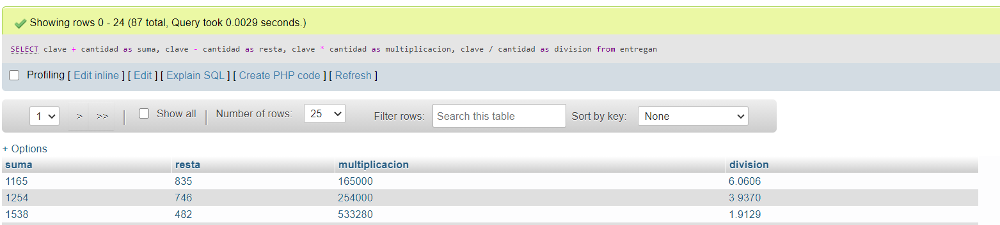 Showing rows 0 - 24 (87 total, Query took 0.0029 seconds.)
SELECT clave + cantidad as suma, clave - cantidad as resta, clave * cantidad as multiplicacion, clave / cantidad as division from entregan
Profiling [ Edit inline ] [ Edit ] [ Explain SQL ] [ Create PHP code ] [ Refresh ]
1 > >> | Show all | Number of rows: 25 Filter rows: Search this table Sort by key: None
+ Options
suma resta multiplicacion division
1165 835 165000 6.0606
1254 746 254000 3.9370
1538 482 533280 1.9129